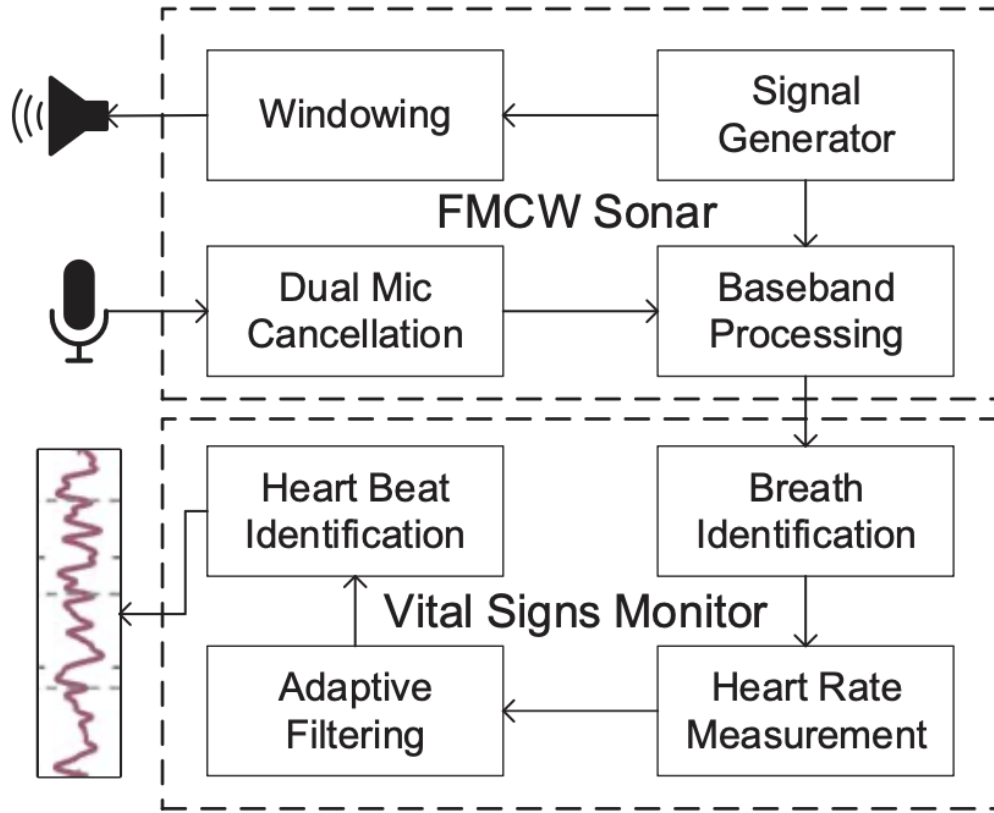 Windowing
Signal
Generator
FMCW Sonar
Dual Mic
Cancellation
Baseband
Processing
Heart Beat
Identification
Breath
Identification
Vital Signs Monitor
Adaptive
Filtering
Heart Rate
Measurement